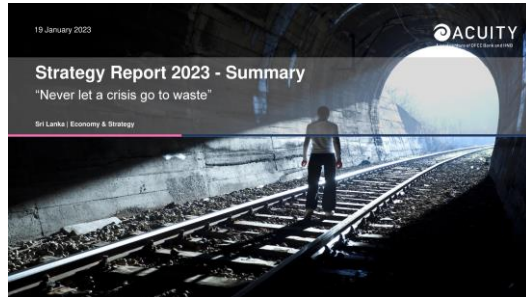 19 January 2023
ACUITY
Strategy Report 2023 - Summary
“Never let a crisis go to waste”
Sri Lanka | Economy & Strategy